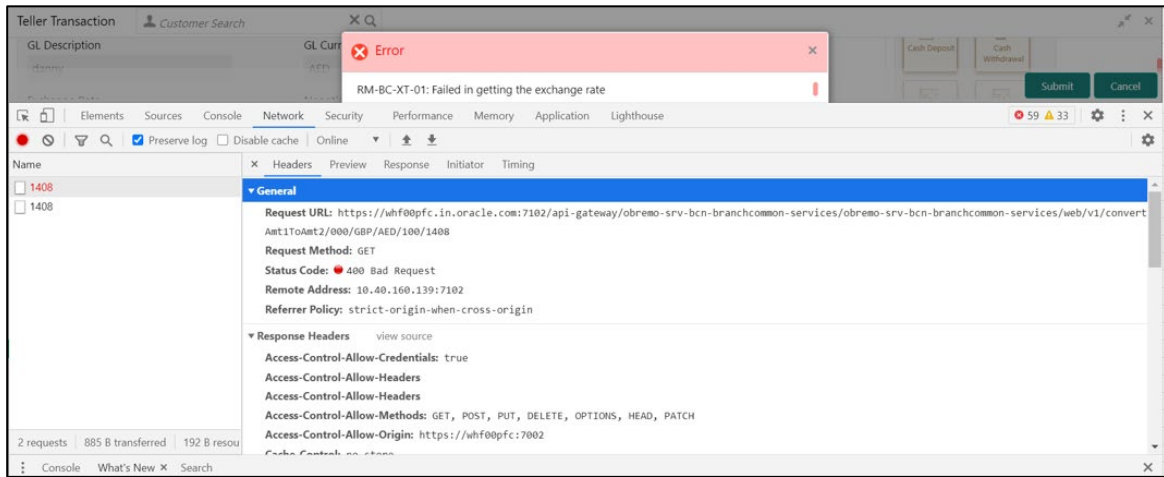 Teller Transaction Customer Search
GL Description GL Curr
Error
danny AED
RM-BC-XT-01: Failed in getting the exchange rate
Cash Deposit Cash Withdrawal
Submit Cancel
Elements Sources Console Network Security Performance Memory Application Lighthouse 59 33
Preserve log Disable cache Online
Name Headers Preview Response Initiator Timing
1408
1408
General
Request URL: https://whf00pfc.in.oracle.com:7102/api-gateway/obremo-srv-bcn-branchcommon-services/obremo-srv-bcn-branchcommon-services/web/v1/convert
Amt1ToAmt2/000/GBP/AED/100/1408
Request Method: GET
Status Code: 400 Bad Request
Remote Address: 10.40.160.139:7102
Referrer Policy: strict-origin-when-cross-origin
Response Headers view source
Access-Control-Allow-Credentials: true
Access-Control-Allow-Headers
Access-Control-Allow-Headers
Access-Control-Allow-Methods: GET, POST, PUT, DELETE, OPTIONS, HEAD, PATCH
Access-Control-Allow-Origin: https://whf00pfc:7002
2 requests 885 B transferred 192 B resou
Console What's New Search